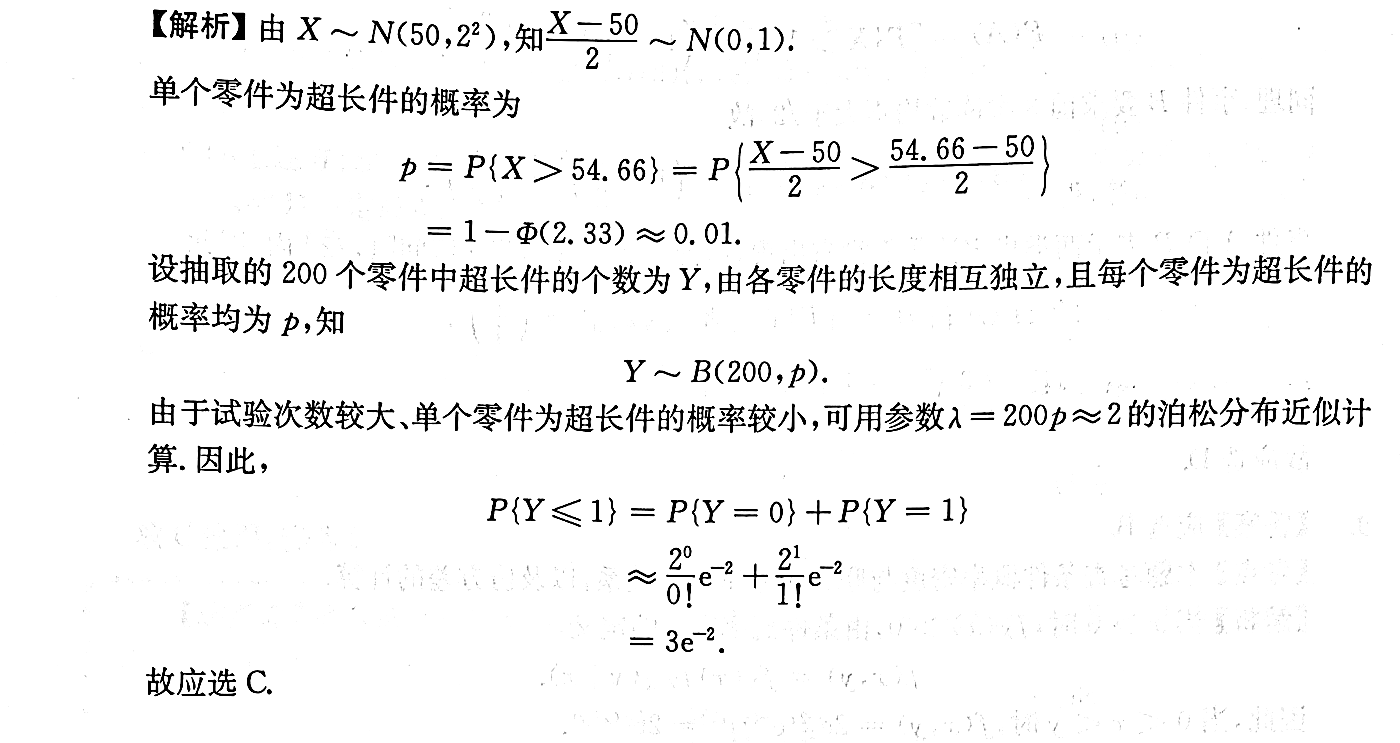 【解析】由 X ~ N(50,2²),知(X-50)/2 ~ N(0,1).
单个零件为超长件的概率为
p = P{X > 54.66} = P{(X-50)/2 > (54.66-50)/2}
= 1-Φ(2.33) ≈ 0.01.
设抽取的 200 个零件中超长件的个数为 Y,由各零件的长度相互独立,且每个零件为超长件的
概率均为 p,知
Y ~ B(200,p).
由于试验次数较大、单个零件为超长件的概率较小,可用参数 λ = 200p ≈ 2 的泊松分布近似计
算.因此,
P{Y ≤ 1} = P{Y = 0} + P{Y = 1}
≈ 2⁰/0! e⁻² + 2¹/1! e⁻²
= 3e⁻².
故应选 C.